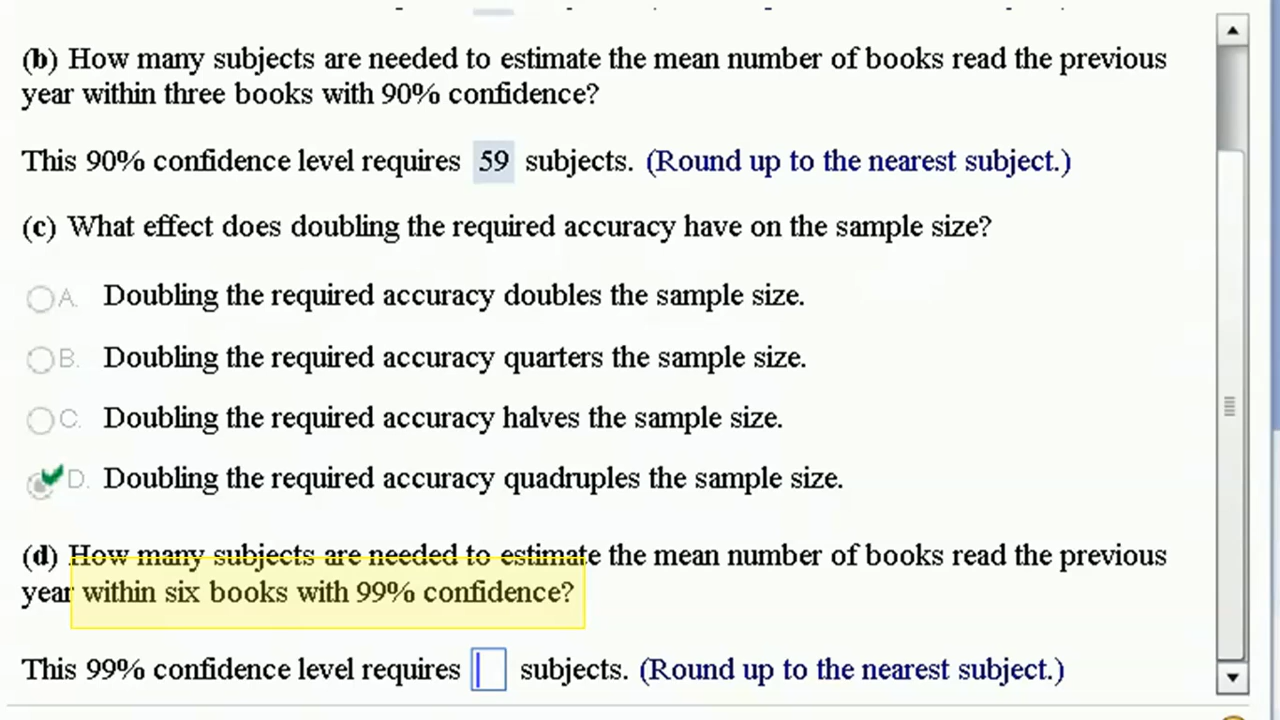 (b) How many subjects are needed to estimate the mean number of books read the previous
year within three books with 90% confidence?
This 90% confidence level requires 59 subjects. (Round up to the nearest subject.)
(c) What effect does doubling the required accuracy have on the sample size?
A. Doubling the required accuracy doubles the sample size.
B. Doubling the required accuracy quarters the sample size.
C. Doubling the required accuracy halves the sample size.
D. Doubling the required accuracy quadruples the sample size.
(d) How many subjects are needed to estimate the mean number of books read the previous
year within six books with 99% confidence?
This 99% confidence level requires subjects. (Round up to the nearest subject.)